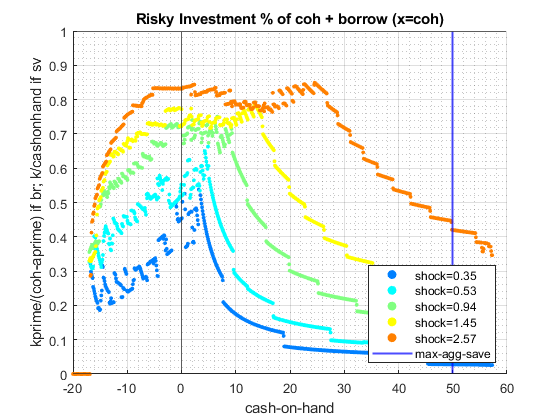 Risky Investment % of coh + borrow (x=coh)
kprime/(coh-aprime) if br; k/cashonhand if sv
1
0.9
0.8
0.7
0.6
0.5
0.4
0.3
0.2
0.1
0
-20
-10
0
10
20
30
40
50
60
shock=0.35
shock=0.53
shock=0.94
shock=1.45
shock=2.57
max-agg-save
cash-on-hand